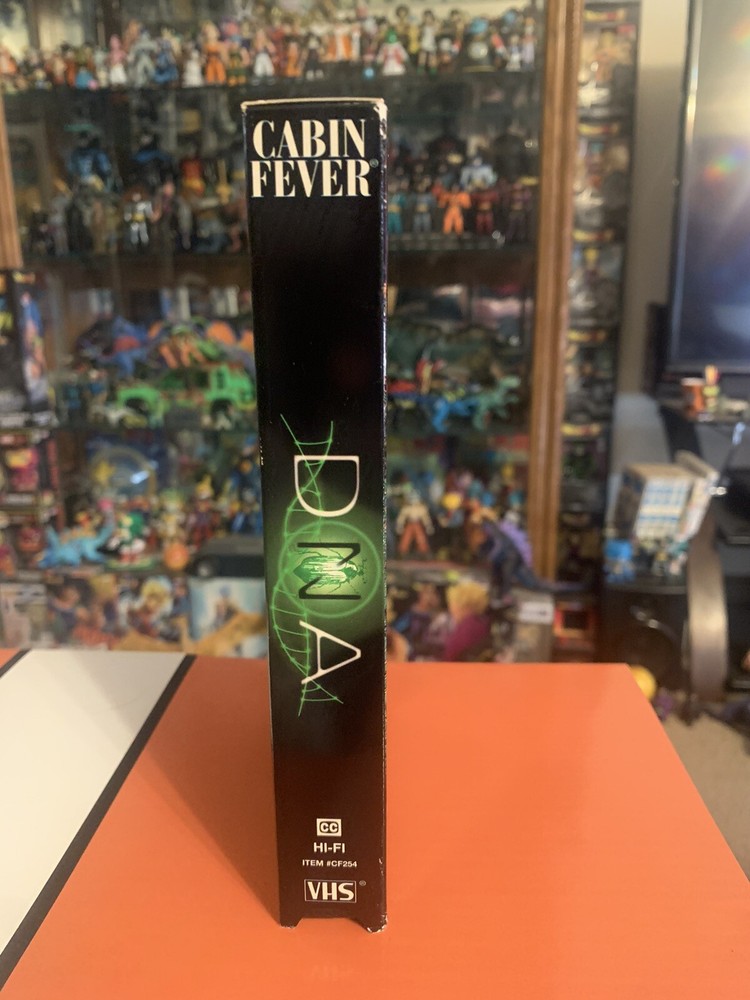 CABIN
FEVER®
DNA
CC
HI-FI
ITEM #CF254
VHS®